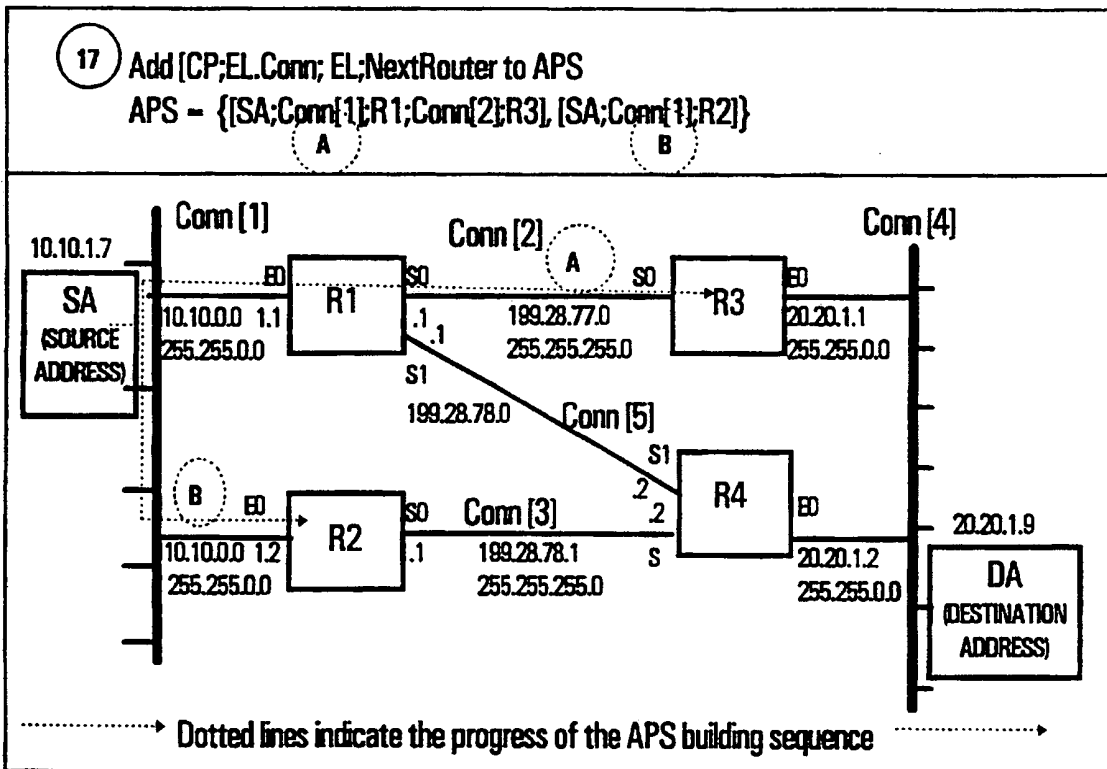 17 Add [CP;EL.Conn; EL;NextRouter to APS
APS = {[SA;Conn[1];R1;Conn[2];R3], [SA;Conn[1];R2]}
A B
Conn [1]
Conn [2]
Conn [4]
10.10.1.7
SA
(SOURCE
ADDRESS)
E0 R1 S0
A
S0 R3 E0
10.10.0.0 1.1
255.255.0.0
.1
.1
S1
199.28.77.0
255.255.255.0
20.20.1.1
255.255.0.0
199.28.78.0
Conn [5]
S1
.2
.2
S
R4
E0
B
E0 R2 S0
Conn [3]
10.10.0.0 1.2
255.255.0.0
.1
199.28.78.1
255.255.255.0
20.20.1.2
255.255.0.0
20.20.1.9
DA
(DESTINATION
ADDRESS)
Dotted lines indicate the progress of the APS building sequence